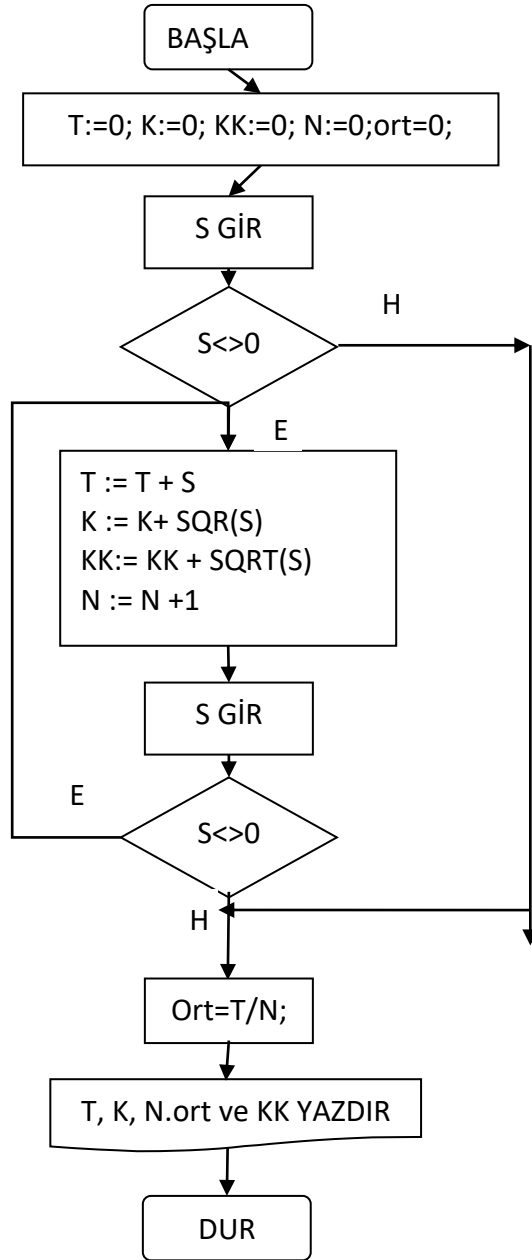 BAŞLA
T:=0; K:=0; KK:=0; N:=0;ort=0;
S GİR
H
S<>0
E
T := T + S
K := K+ SQR(S)
KK:= KK + SQRT(S)
N := N +1
S GİR
E
S<>0
H
Ort=T/N;
T, K, N.ort ve KK YAZDIR
DUR